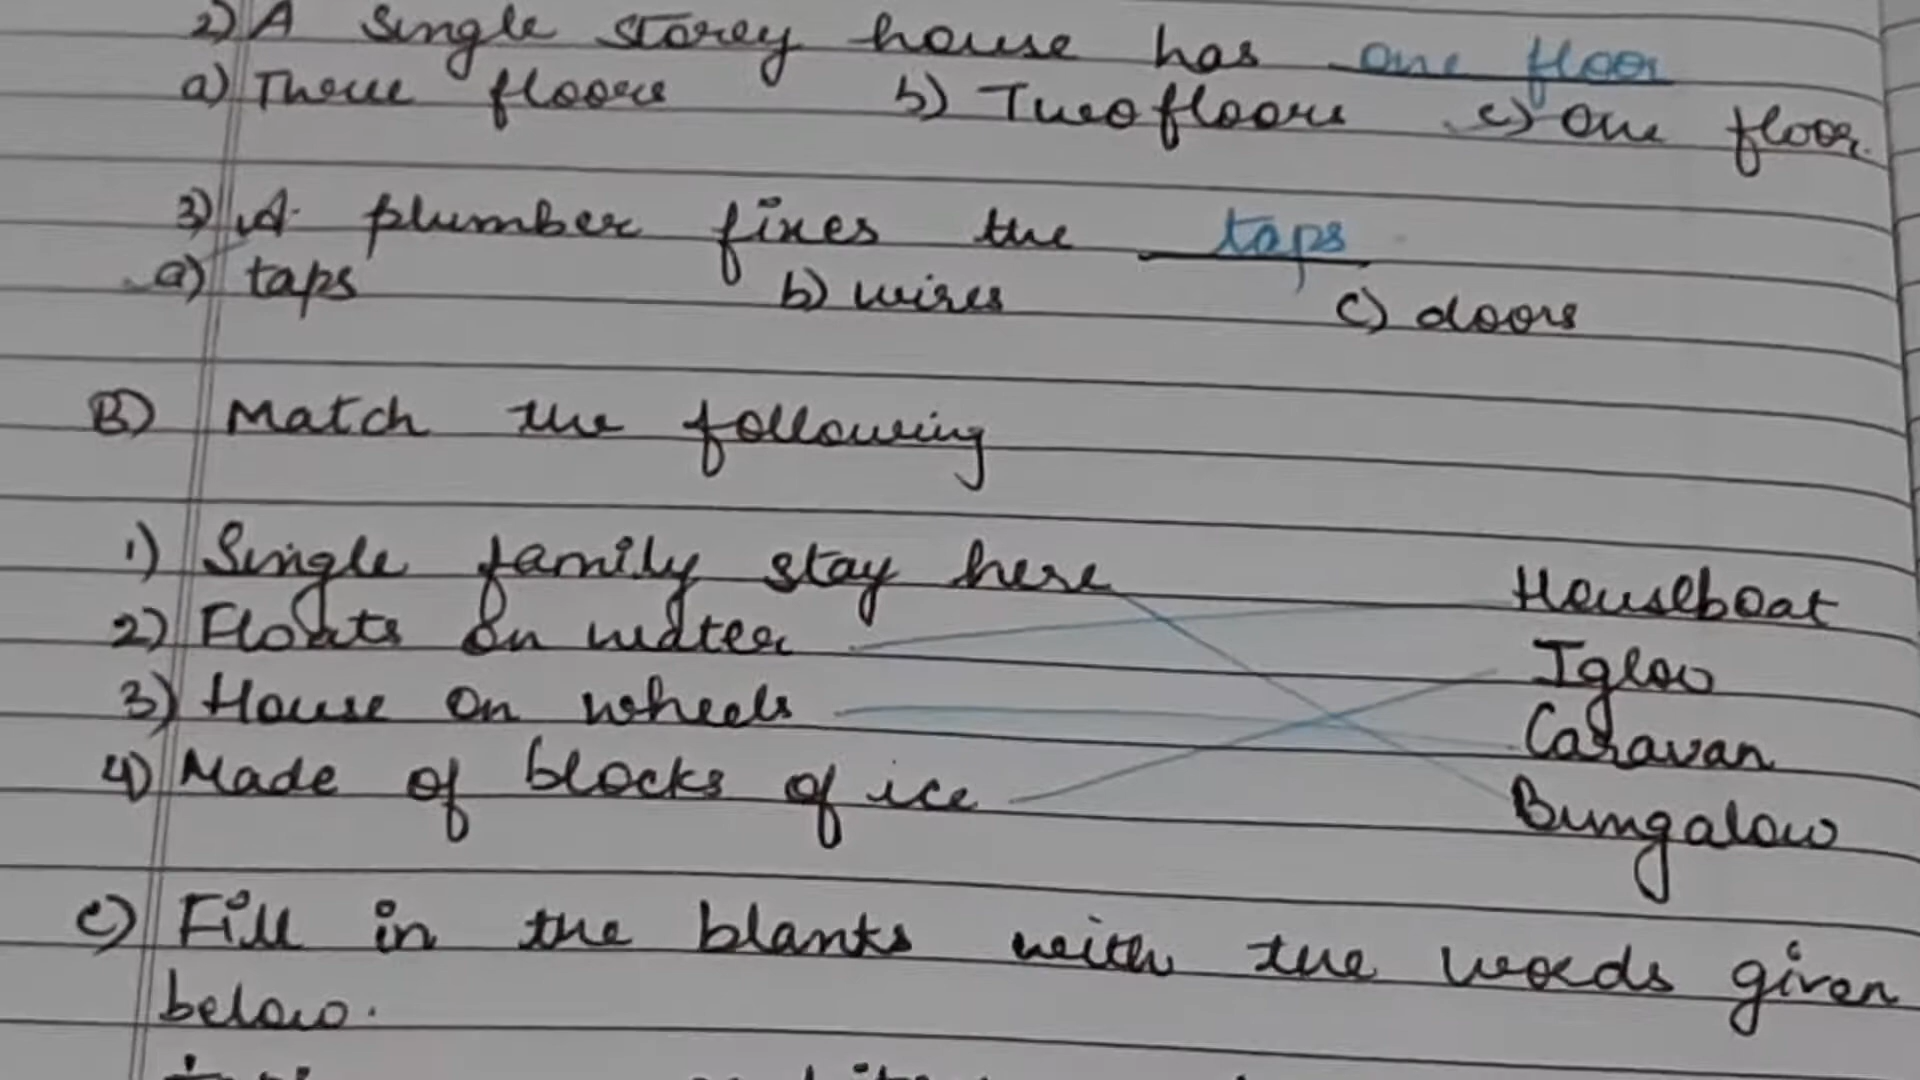 2) A single storey house has one floor
a) Three floors b) Two floors c) One floor.
3) A plumber fixes the taps
a) taps b) wires c) doors
B) Match the following
1) Single family stay here Houseboat
2) Floats on water Igloo
3) House on wheels Caravan
4) Made of blocks of ice Bungalow
C) Fill in the blanks with the words given
below.